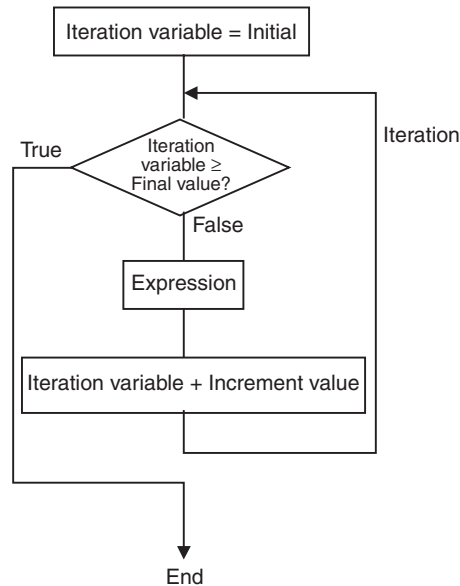 Iteration variable = Initial
True
Iteration
variable ≥
Final value?
Iteration
False
Expression
Iteration variable + Increment value
End